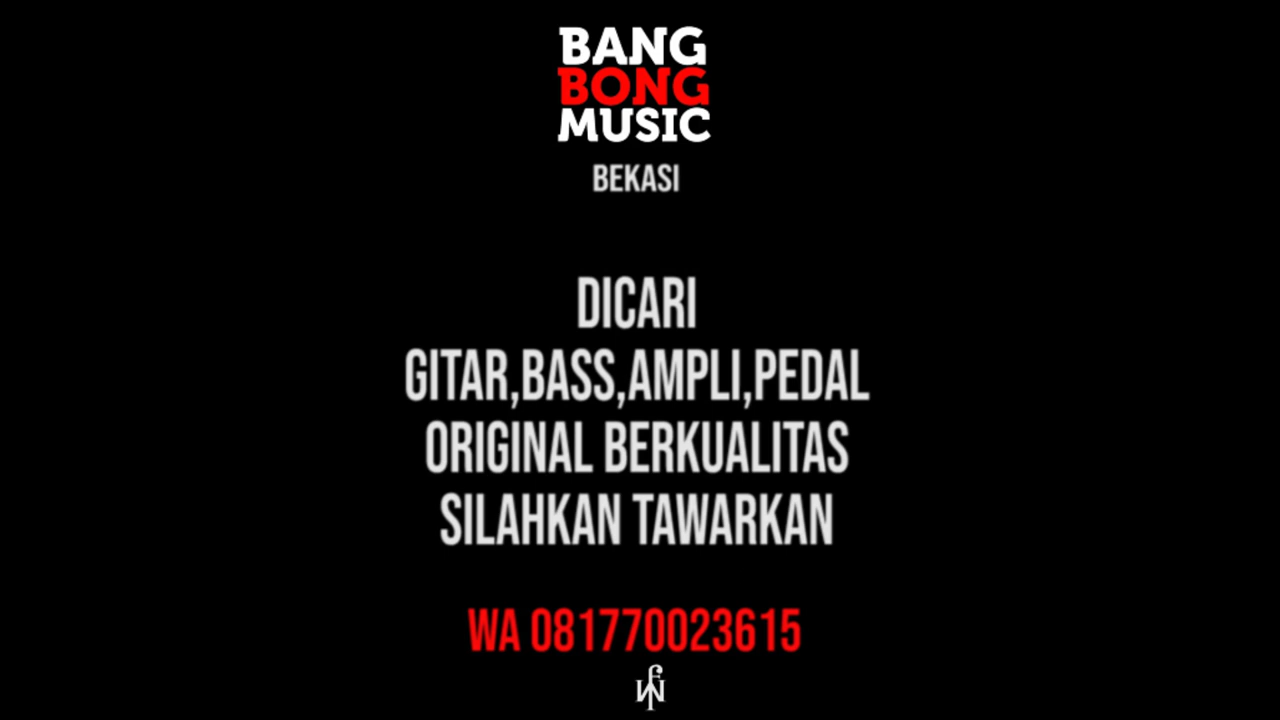 BANG
BONG
MUSIC
BEKASI
DICARI
GITAR,BASS,AMPLI,PEDAL
ORIGINAL BERKUALITAS
SILAHKAN TAWARKAN
WA 081770023615